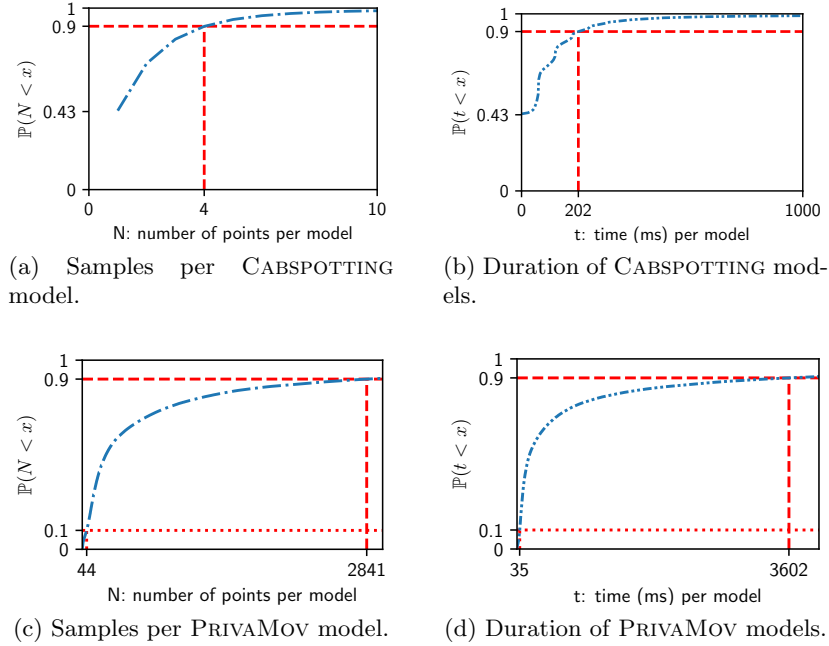 1
0.9
0.43
0
ℙ(N < x)
0
4
10
N: number of points per model
(a) Samples per CABSPOTTING
model.
1
0.9
0.43
0
ℙ(t < x)
0
202
1000
t: time (ms) per model
(b) Duration of CABSPOTTING mod-
els.
1
0.9
0.1
0
ℙ(N < x)
44
2841
N: number of points per model
(c) Samples per PRIVAMOV model.
1
0.9
0.1
0
ℙ(t < x)
35
3602
t: time (ms) per model
(d) Duration of PRIVAMOV models.